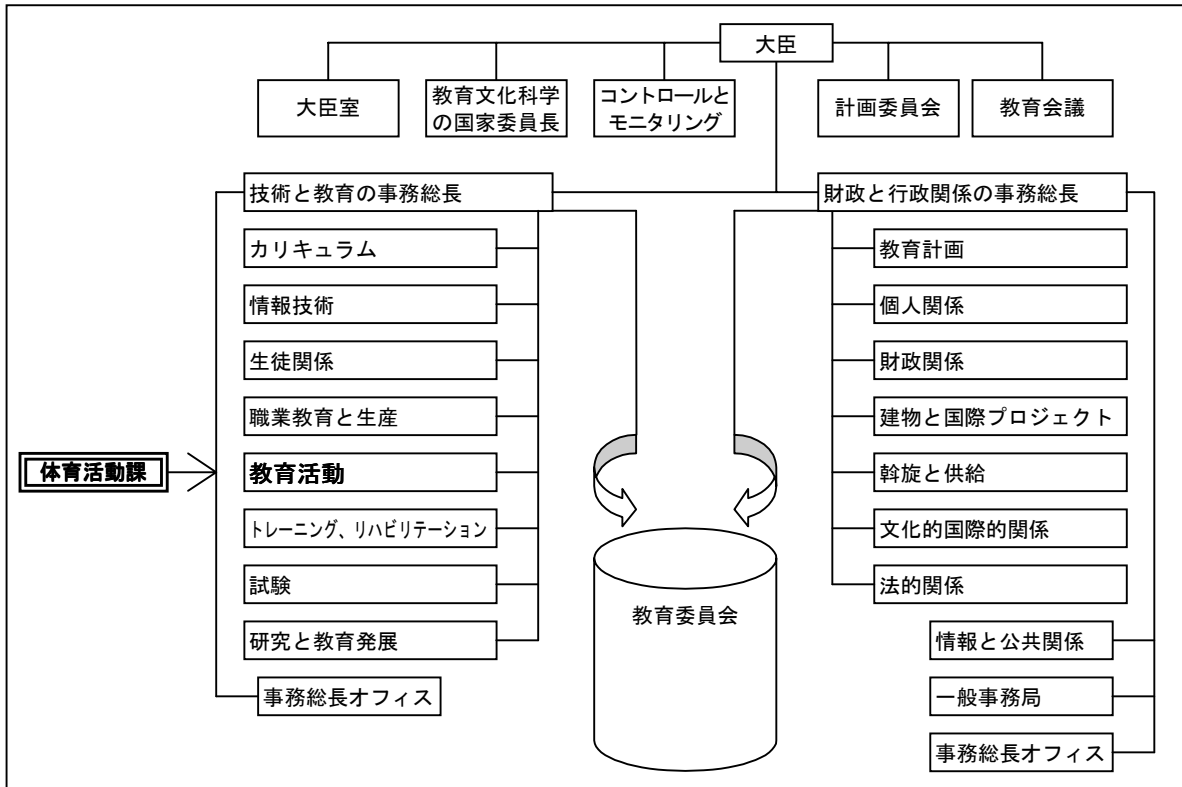 大臣
大臣室
教育文化科学
の国家委員長
コントロールと
モニタリング
計画委員会
教育会議
技術と教育の事務総長
カリキュラム
情報技術
生徒関係
職業教育と生産
体育活動課
教育活動
トレーニング、リハビリテーション
試験
研究と教育発展
事務総長オフィス
教育委員会
財政と行政関係の事務総長
教育計画
個人関係
財政関係
建物と国際プロジェクト
斡旋と供給
文化的国際的関係
法的関係
情報と公共関係
一般事務局
事務総長オフィス